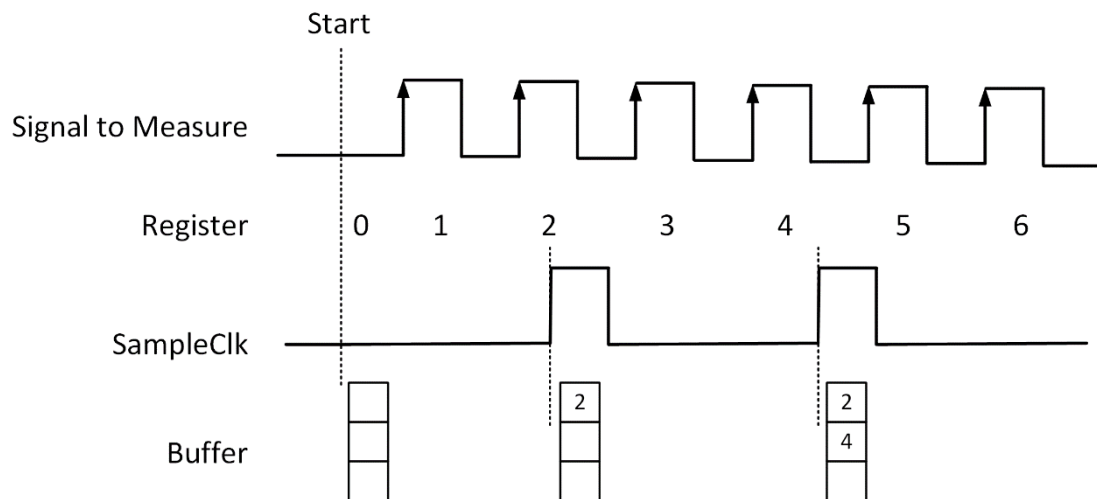 Start
Signal to Measure
Register 0 1 2 3 4 5 6
SampleClk
2 2
Buffer 4